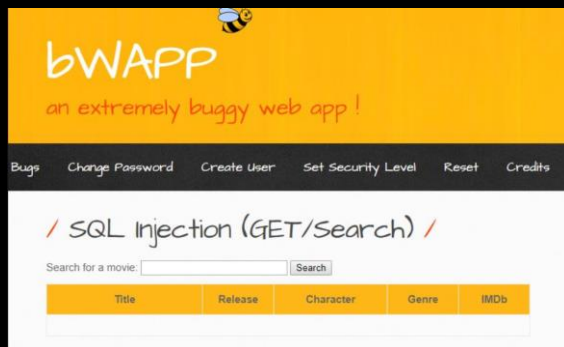 bWAPP
an extremely buggy web app !
Bugs Change Password Create User Set Security Level Reset Credits
/ SQL Injection (GET/Search) /
Search for a movie: Search
Title Release Character Genre IMDb